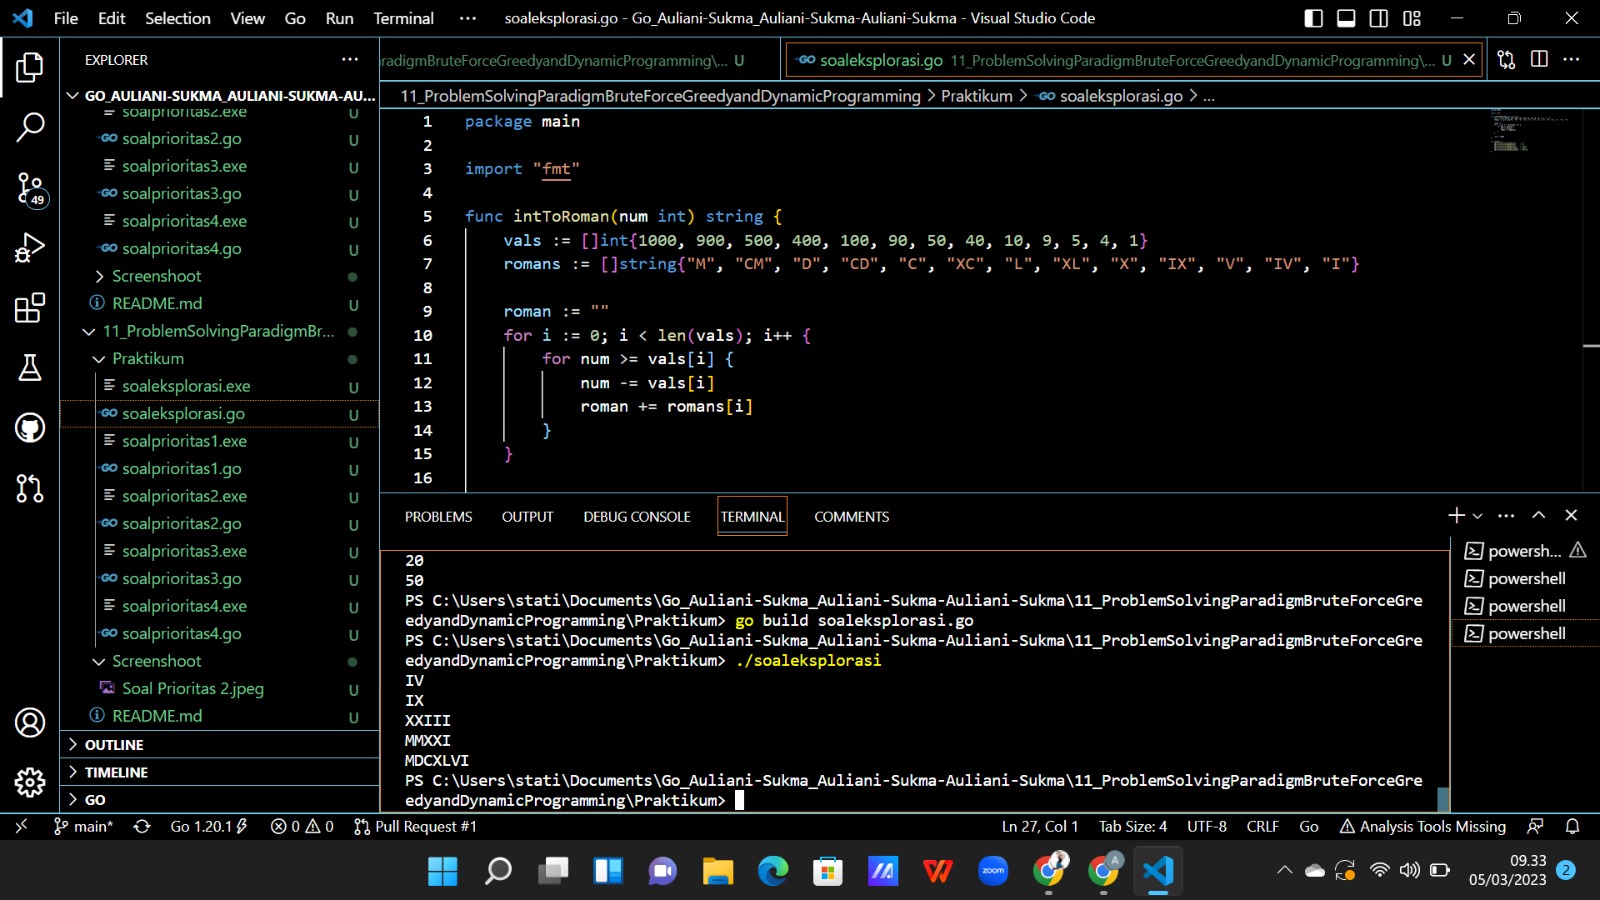 File Edit Selection View Go Run Terminal ··· soaleksplorasi.go - Go_Auliani-Sukma_Auliani-Sukma-Auliani-Sukma - Visual Studio Code
EXPLORER
GO_AULIANI-SUKMA_AULIANI-SUKMA-AU...
soalprioritas2.exe U
soalprioritas2.go U
soalprioritas3.exe U
soalprioritas3.go U
soalprioritas4.exe U
soalprioritas4.go U
Screenshoot
README.md U
11_ProblemSolvingParadigmBr...
Praktikum
soaleksplorasi.exe U
soaleksplorasi.go U
soalprioritas1.exe U
soalprioritas1.go U
soalprioritas2.exe U
soalprioritas2.go U
soalprioritas3.exe U
soalprioritas3.go U
soalprioritas4.exe U
soalprioritas4.go U
Screenshoot
Soal Prioritas 2.jpeg U
README.md U
OUTLINE
TIMELINE
GO
49
radigmBruteForceGreedyandDynamicProgramming\... U
soaleksplorasi.go 11_ProblemSolvingParadigmBruteForceGreedyandDynamicProgramming\... U
11_ProblemSolvingParadigmBruteForceGreedyandDynamicProgramming > Praktikum > soaleksplorasi.go > ...
1 package main
2
3 import "fmt"
4
5 func intToRoman(num int) string {
6 vals := []int{1000, 900, 500, 400, 100, 90, 50, 40, 10, 9, 5, 4, 1}
7 romans := []string{"M", "CM", "D", "CD", "C", "XC", "L", "XL", "X", "IX", "V", "IV", "I"}
8
9 roman := ""
10 for i := 0; i < len(vals); i++ {
11 for num >= vals[i] {
12 num -= vals[i]
13 roman += romans[i]
14 }
15 }
16
PROBLEMS OUTPUT DEBUG CONSOLE TERMINAL COMMENTS
20
50
PS C:\Users\stati\Documents\Go_Auliani-Sukma_Auliani-Sukma-Auliani-Sukma\11_ProblemSolvingParadigmBruteForceGre
edyandDynamicProgramming\Praktikum> go build soaleksplorasi.go
PS C:\Users\stati\Documents\Go_Auliani-Sukma_Auliani-Sukma-Auliani-Sukma\11_ProblemSolvingParadigmBruteForceGre
edyandDynamicProgramming\Praktikum> ./soaleksplorasi
IV
IX
XXIII
MMXXI
MDCXLVI
PS C:\Users\stati\Documents\Go_Auliani-Sukma_Auliani-Sukma-Auliani-Sukma\11_ProblemSolvingParadigmBruteForceGre
edyandDynamicProgramming\Praktikum>
powersh...
powershell
powershell
powershell
main* Go 1.20.1 0 0 Pull Request #1 Ln 27, Col 1 Tab Size: 4 UTF-8 CRLF Go Analysis Tools Missing
zoom A 09.33
05/03/2023 2